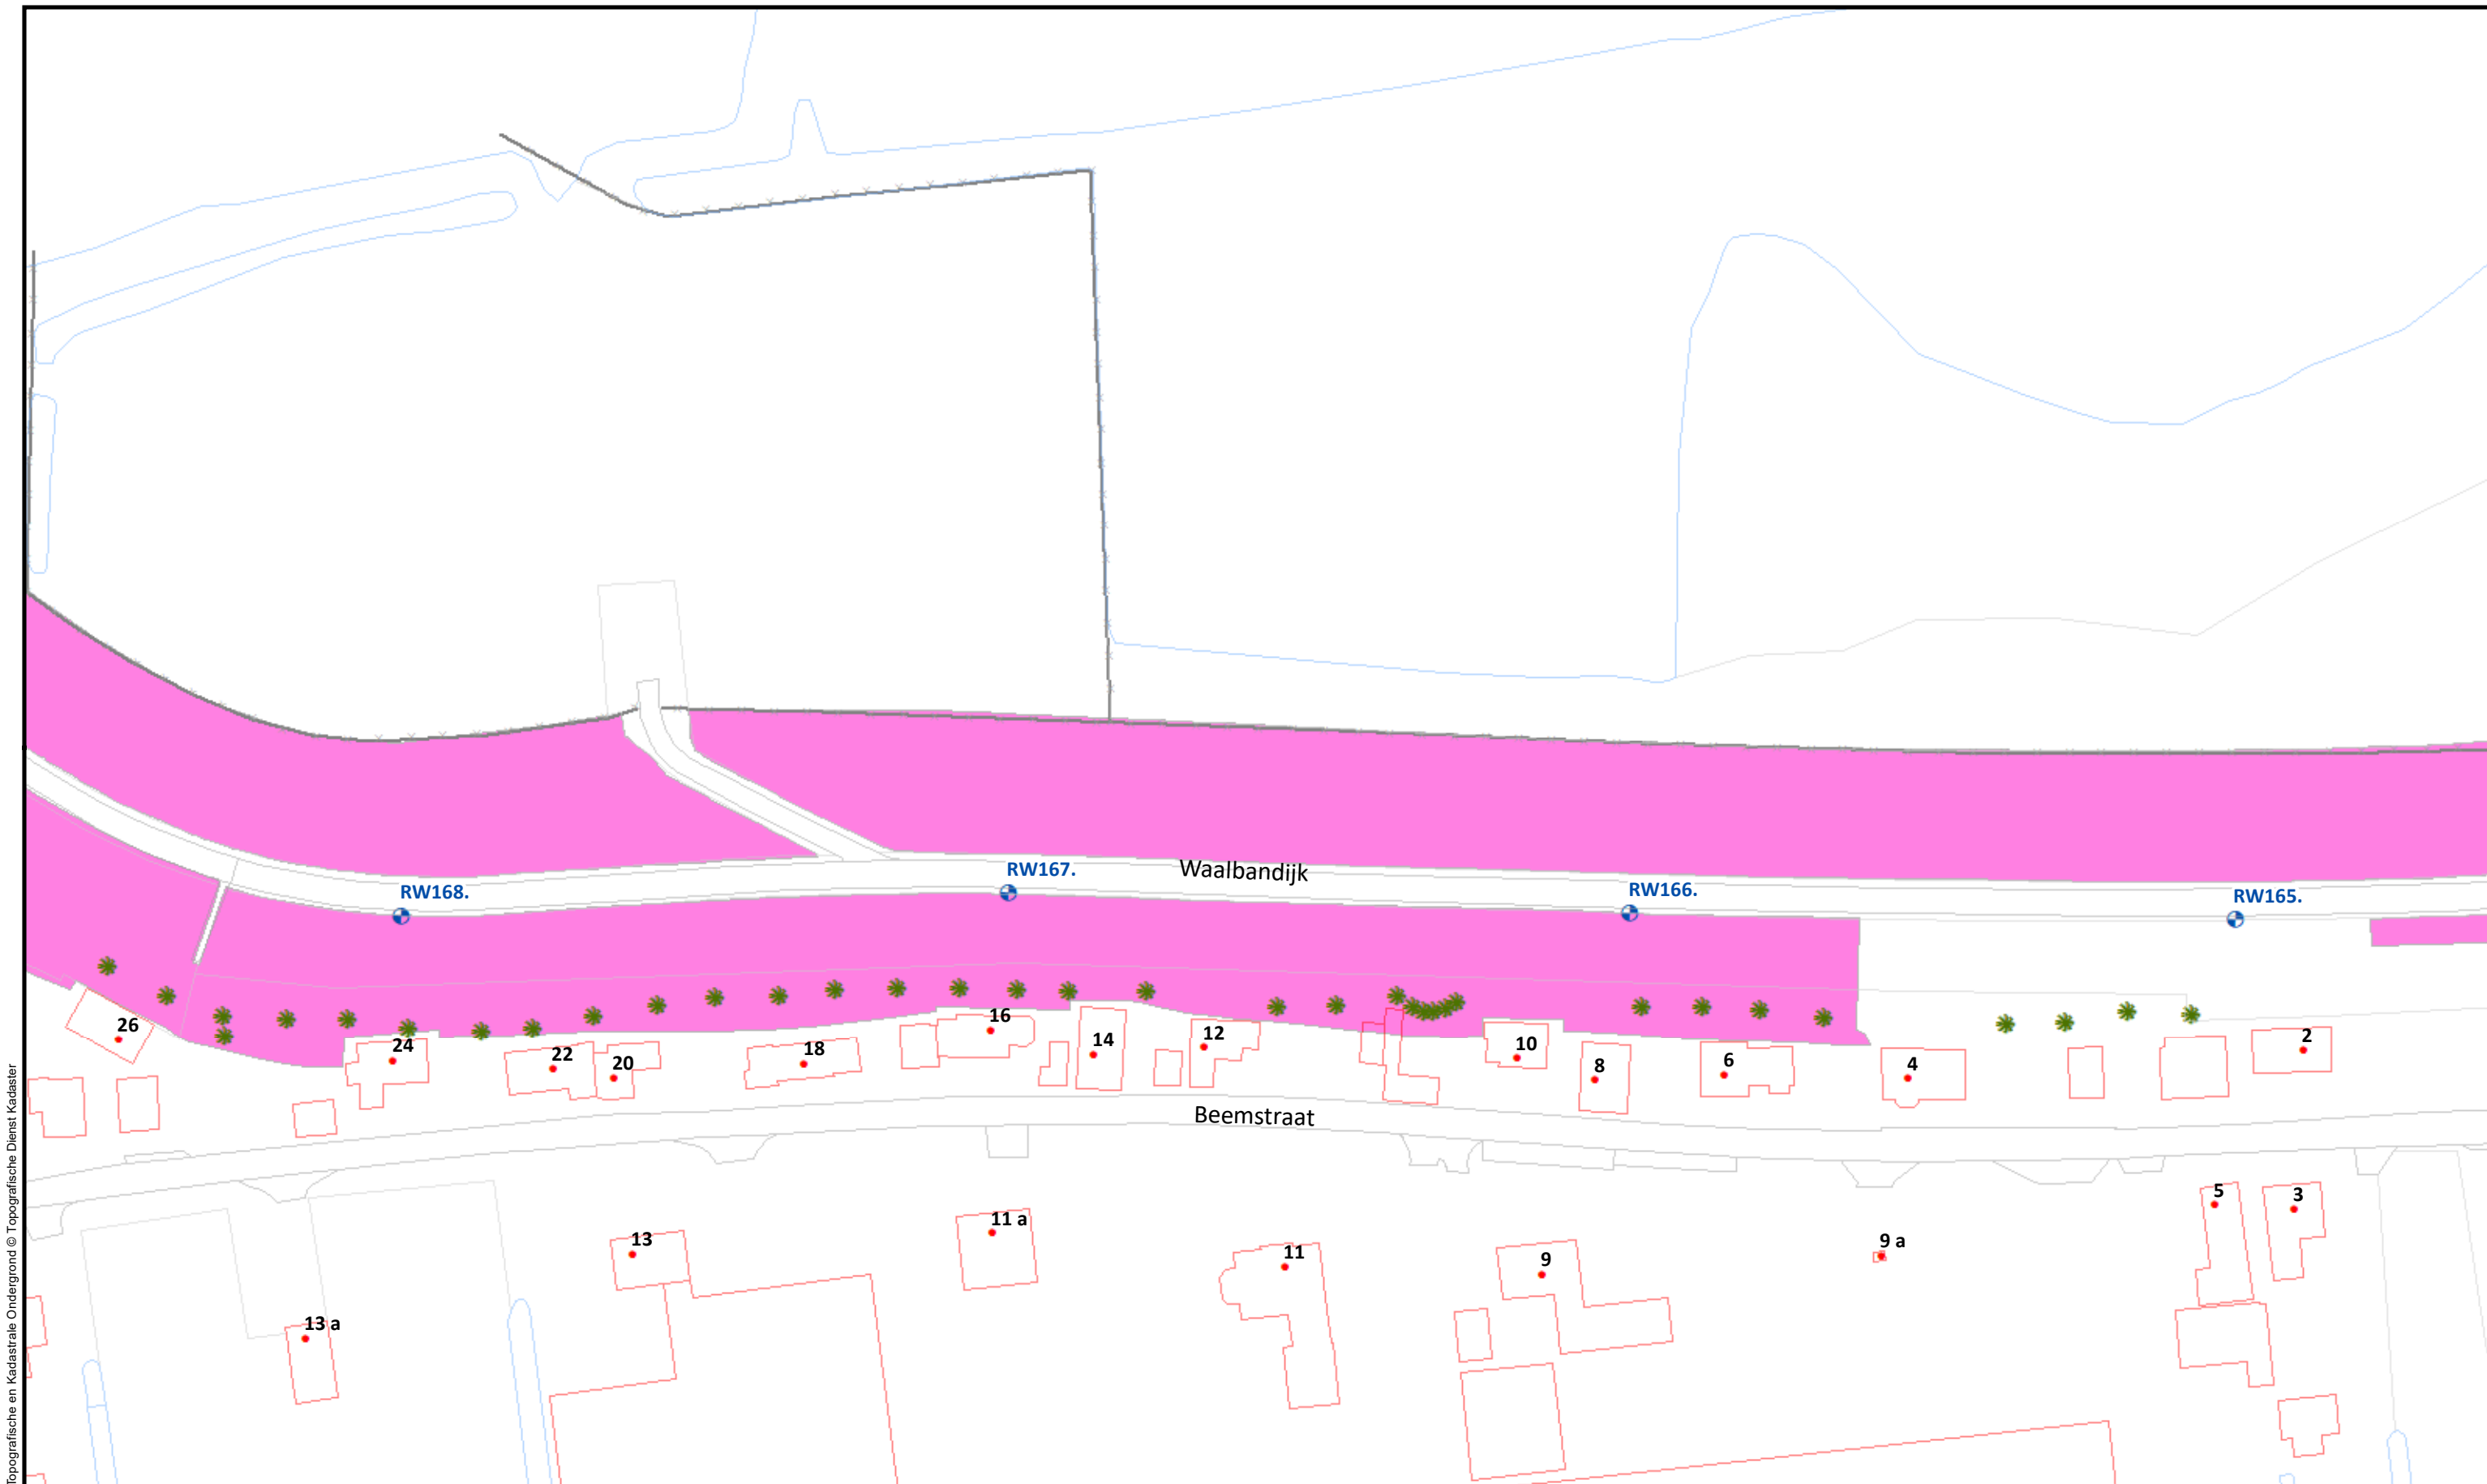 Waalbandijk
RW168.
RW167.
RW166.
RW165.
26
24
22
20
18
16
14
12
10
8
6
4
2
Beemstraat
13
11 a
11
9
9 a
5
3
13 a
Topografische en Kadastrale Ondergrond © Topografische Dienst Kadaster